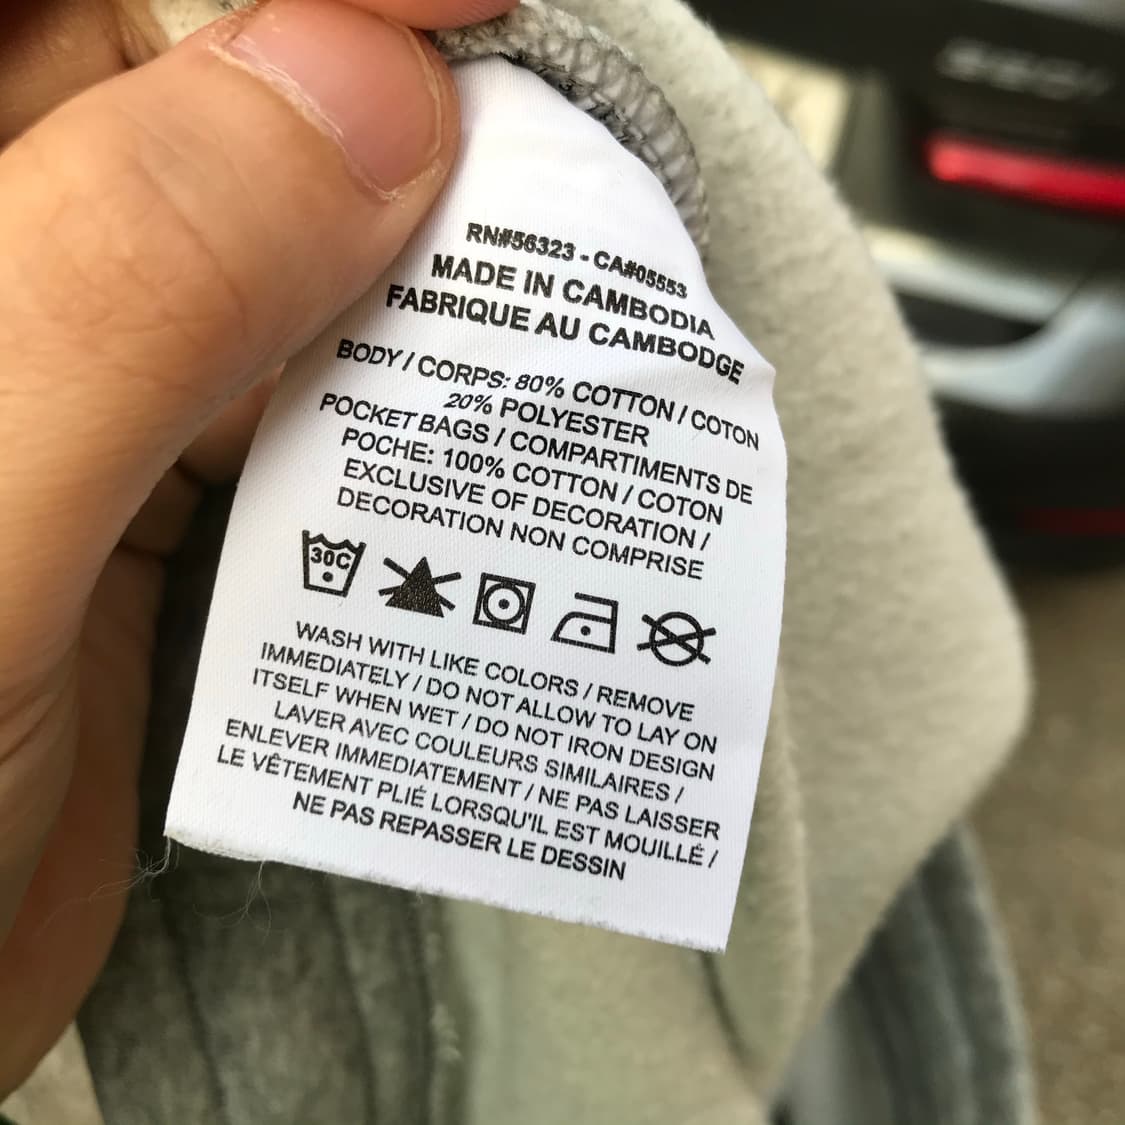 RN#56323 - CA#05553
MADE IN CAMBODIA
FABRIQUE AU CAMBODGE
BODY / CORPS: 80% COTTON / COTON
20% POLYESTER
POCKET BAGS / COMPARTIMENTS DE
POCHE: 100% COTTON / COTON
EXCLUSIVE OF DECORATION /
DECORATION NON COMPRISE
30C
WASH WITH LIKE COLORS / REMOVE
IMMEDIATELY / DO NOT ALLOW TO LAY ON
ITSELF WHEN WET / DO NOT IRON DESIGN
LAVER AVEC COULEURS SIMILAIRES /
ENLEVER IMMEDIATEMENT / NE PAS LAISSER
LE VÊTEMENT PLIÉ LORSQU'IL EST MOUILLÉ /
NE PAS REPASSER LE DESSIN